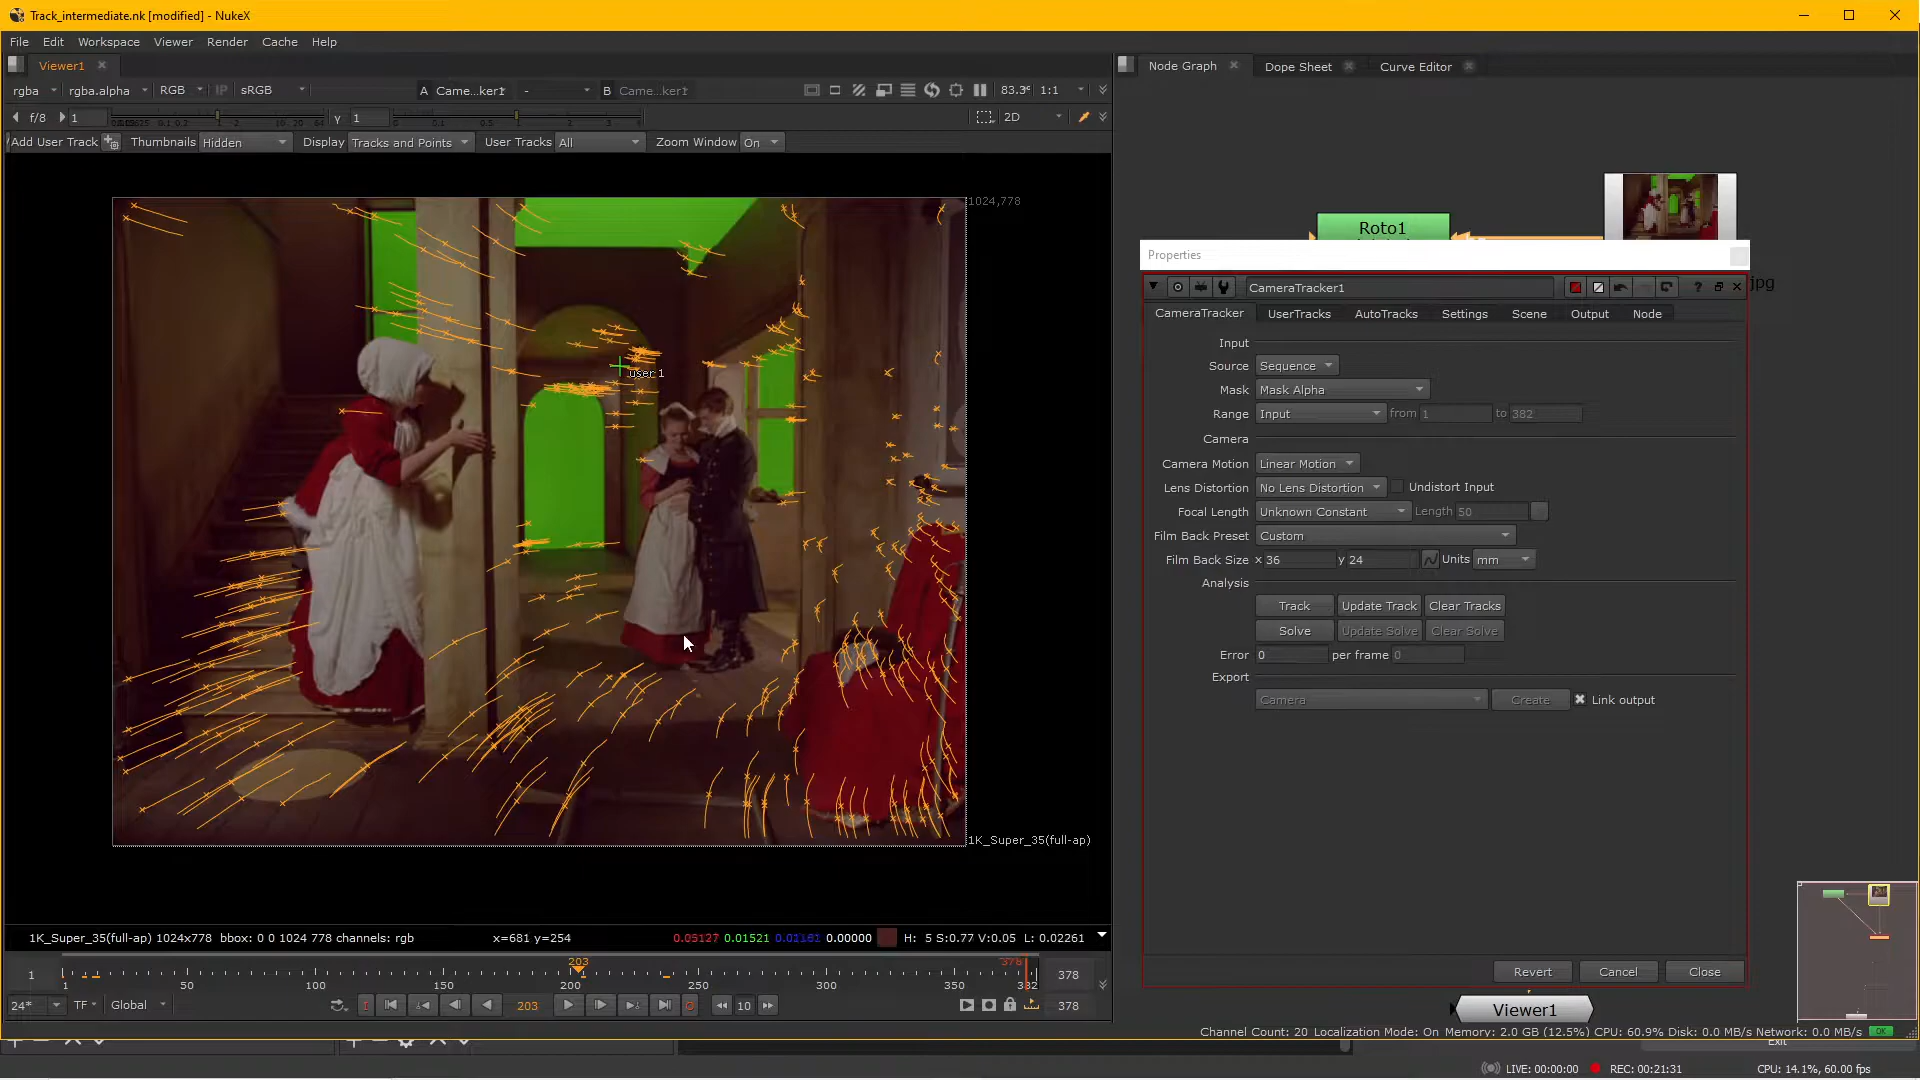 Track_intermediate.nk [modified] - NukeX
File Edit Workspace Viewer Render Cache Help
Viewer1
rgba rgba.alpha RGB IP sRGB A Came...ker1 - B Came...ker1 83.3 1:1
f/8 1 γ 1 2D
Add User Track Thumbnails Hidden Display Tracks and Points User Tracks All Zoom Window On
1024,778
user 1
1K_Super_35(full-ap)
1K_Super_35(full-ap) 1024x778 bbox: 0 0 1024 778 channels: rgb x=681 y=254 0.05127 0.01521 0.01161 0.00000 H: 5 S:0.77 V:0.05 L: 0.02261
203 378
1 378
1 50 100 150 200 250 300 350 382
24* TF Global 203 10 378
Node Graph Dope Sheet Curve Editor
Roto1
jpg
Properties
CameraTracker1
CameraTracker UserTracks AutoTracks Settings Scene Output Node
Input
Source Sequence
Mask Mask Alpha
Range Input from 1 to 382
Camera
Camera Motion Linear Motion
Lens Distortion No Lens Distortion Undistort Input
Focal Length Unknown Constant Length 50
Film Back Preset Custom
Film Back Size x 36 y 24 Units mm
Analysis
Track Update Track Clear Tracks
Solve Update Solve Clear Solve
Error 0 per frame 0
Export
Camera Create Link output
Revert Cancel Close
Viewer1
Channel Count: 20 Localization Mode: On Memory: 2.0 GB (12.5%) CPU: 60.9% Disk: 0.0 MB/s Network: 0.0 MB/s OK
Exit
LIVE: 00:00:00 REC: 00:21:31 CPU: 14.1%, 60.00 fps